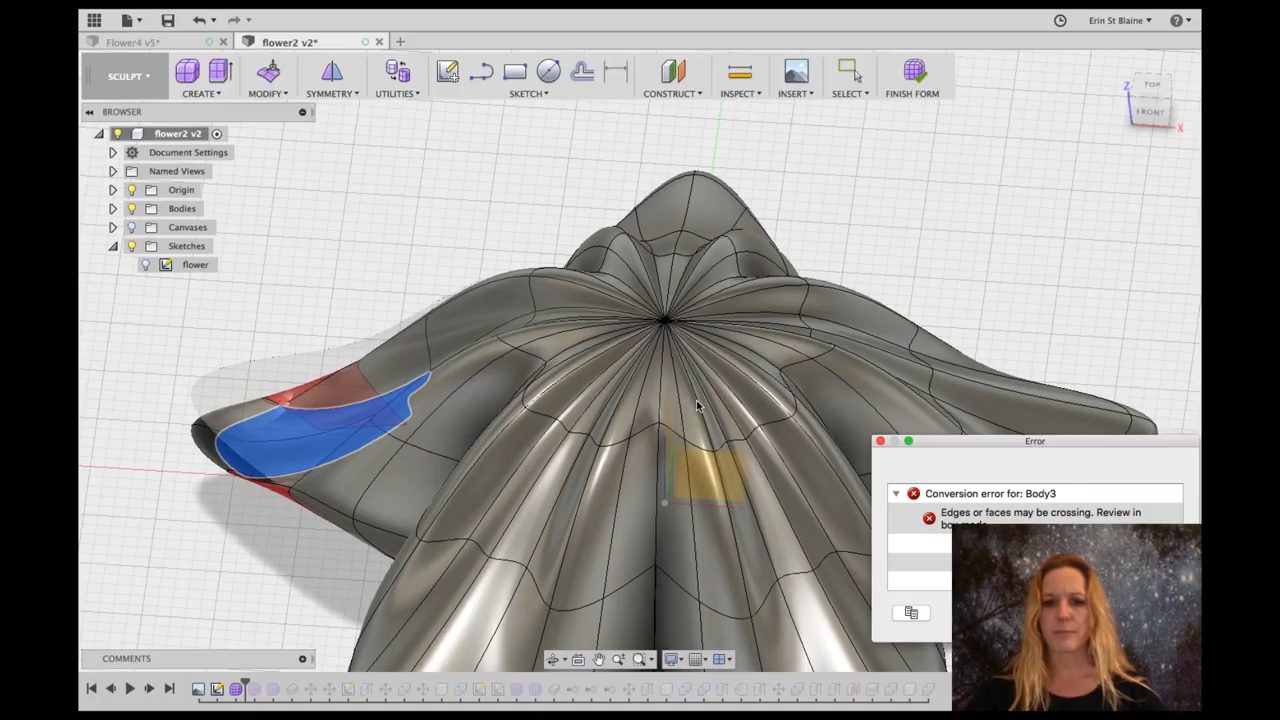 Erin St Blaine
Flower4 v5*
flower2 v2*
SCULPT
CREATE
MODIFY
SYMMETRY
UTILITIES
SKETCH
CONSTRUCT
INSPECT
INSERT
SELECT
FINISH FORM
BROWSER
flower2 v2
Document Settings
Named Views
Origin
Bodies
Canvases
Sketches
flower
TOP
FRONT
Z
X
Error
Conversion error for: Body3
Edges or faces may be crossing. Review in
COMMENTS